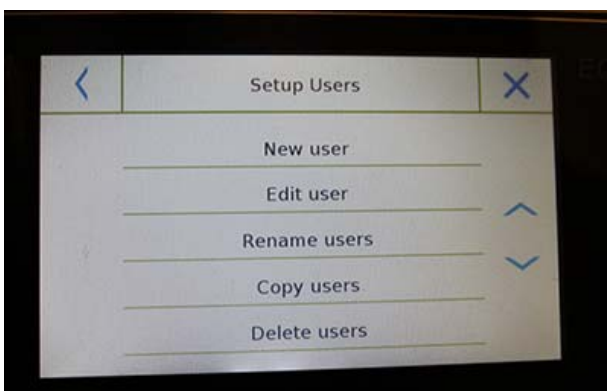 Setup Users
New user
Edit user
Rename users
Copy users
Delete users